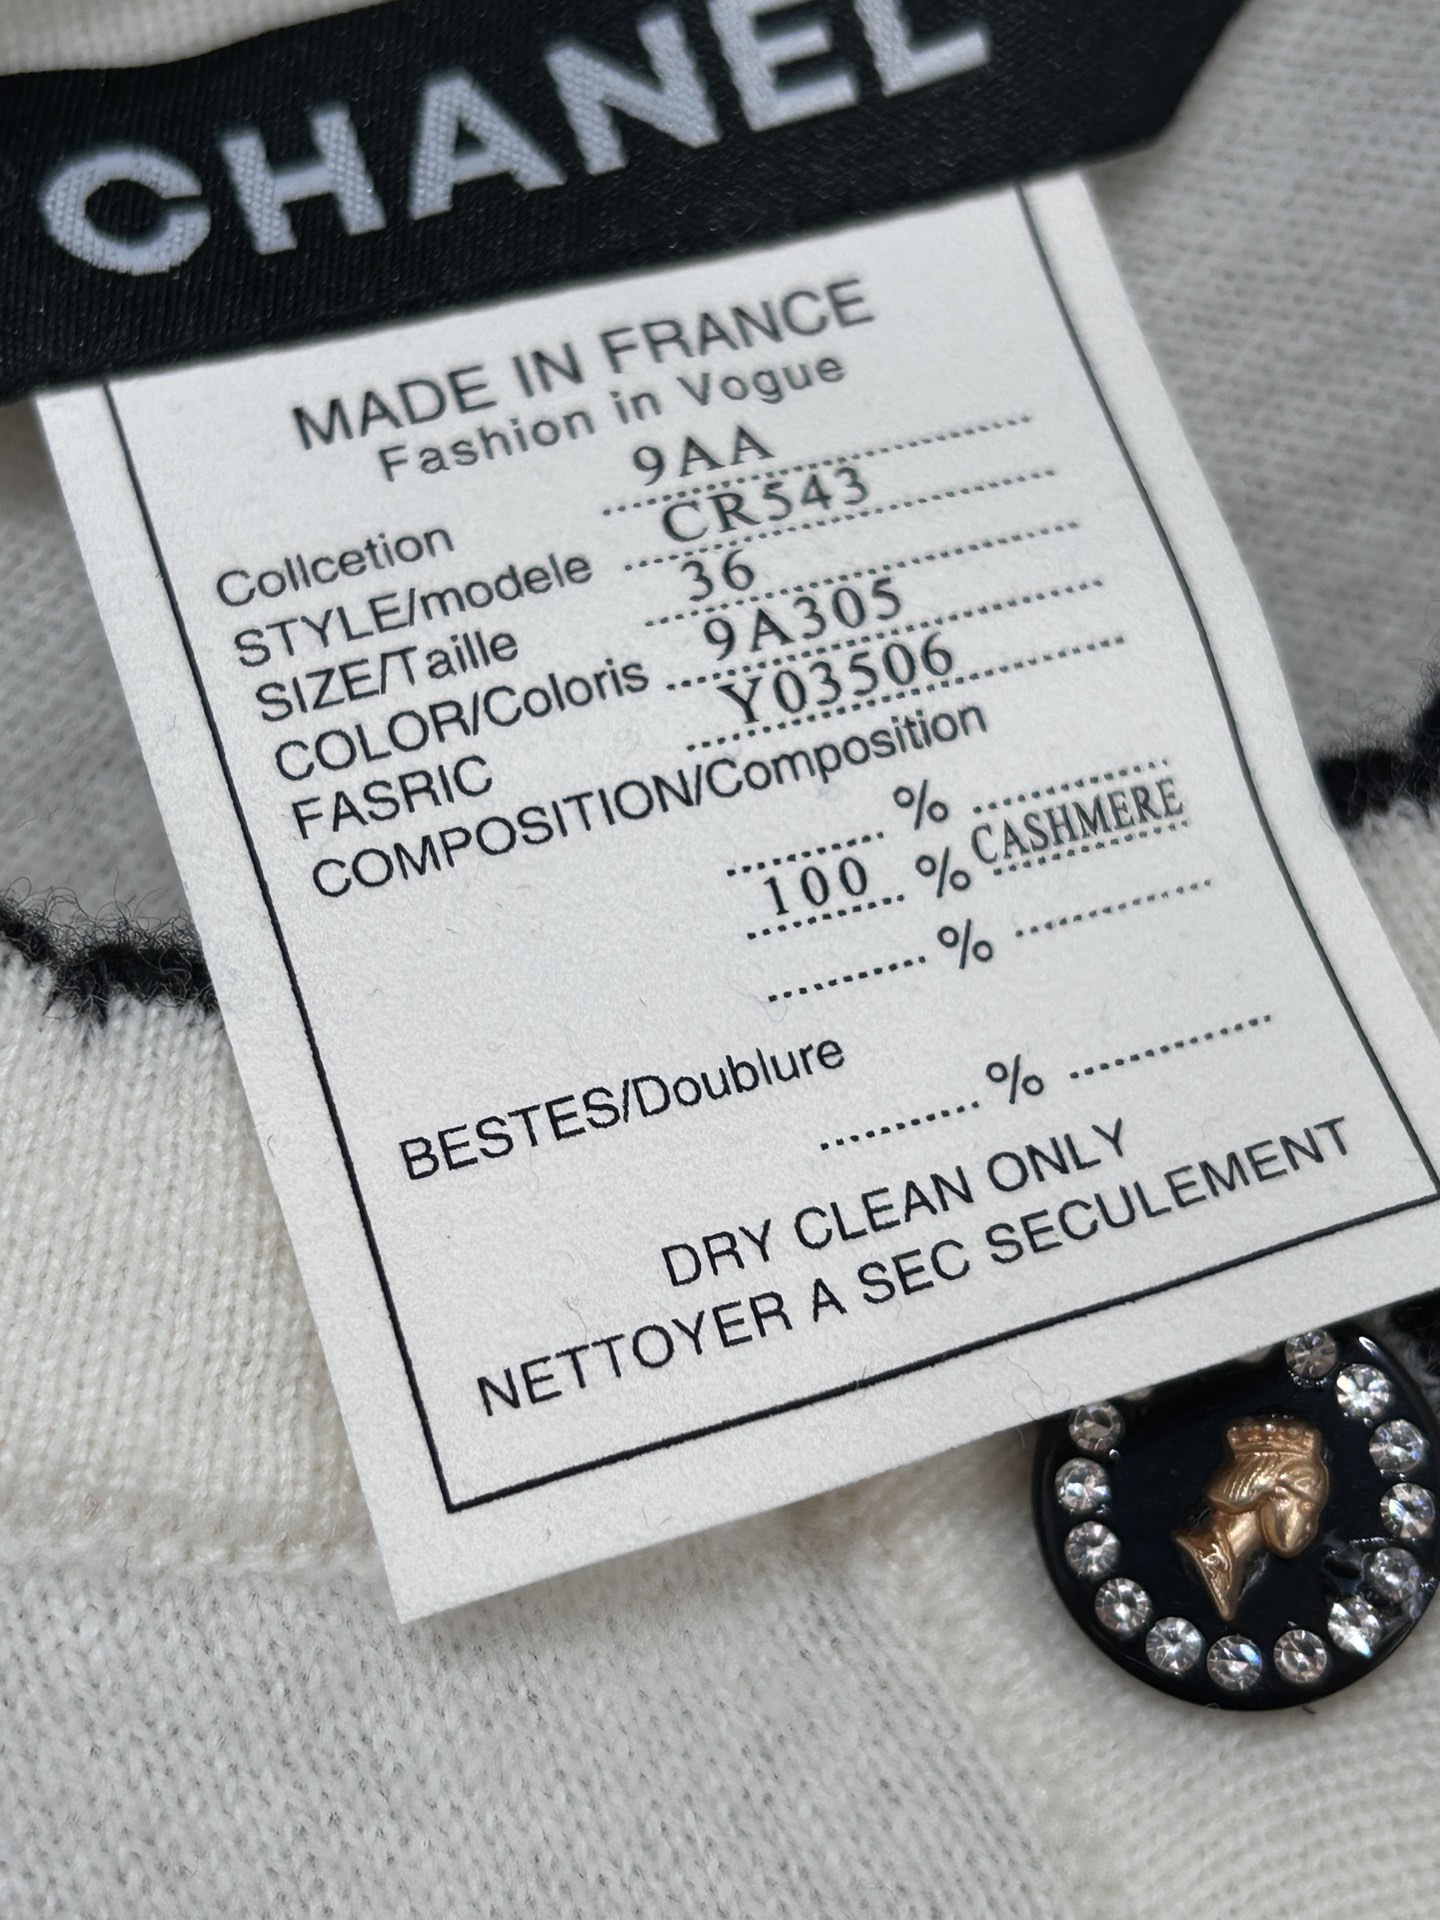 CHANEL
MADE IN FRANCE
Fashion in Vogue
Collcetion 9AA
STYLE/modele CR543
SIZE/Taille 36
COLOR/Coloris 9A305
FASRIC Y03506
COMPOSITION/Composition
%
100 % CASHMERE
%
BESTES/Doublure
%
DRY CLEAN ONLY
NETTOYER A SEC SECULEMENT